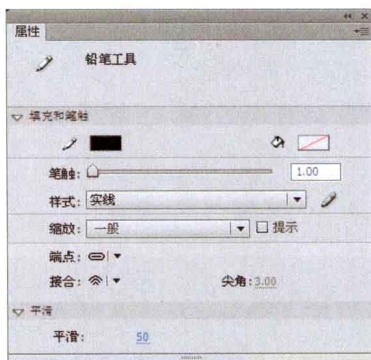 属性
铅笔工具
填充和笔触
笔触: 1.00
样式: 实线
缩放: 一般 提示
端点:
接合: 尖角: 3.00
平滑
平滑: 50